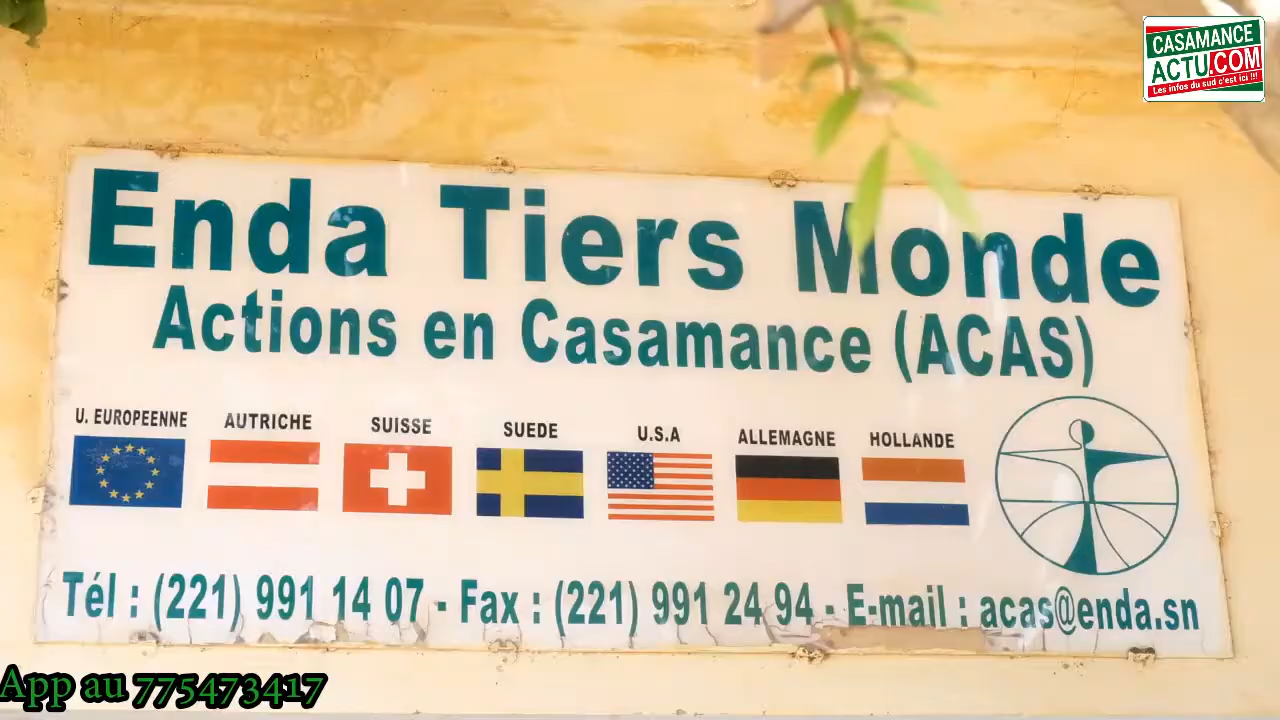 CASAMANCE
ACTU.COM
Les infos du sud c'est ici !!!
Enda Tiers Monde
Actions en Casamance (ACAS)
U. EUROPEENNE AUTRICHE SUISSE SUEDE U.S.A ALLEMAGNE HOLLANDE
Tél : (221) 991 14 07 - Fax : (221) 991 24 94 - E-mail : acas@enda.sn
App au 775473417